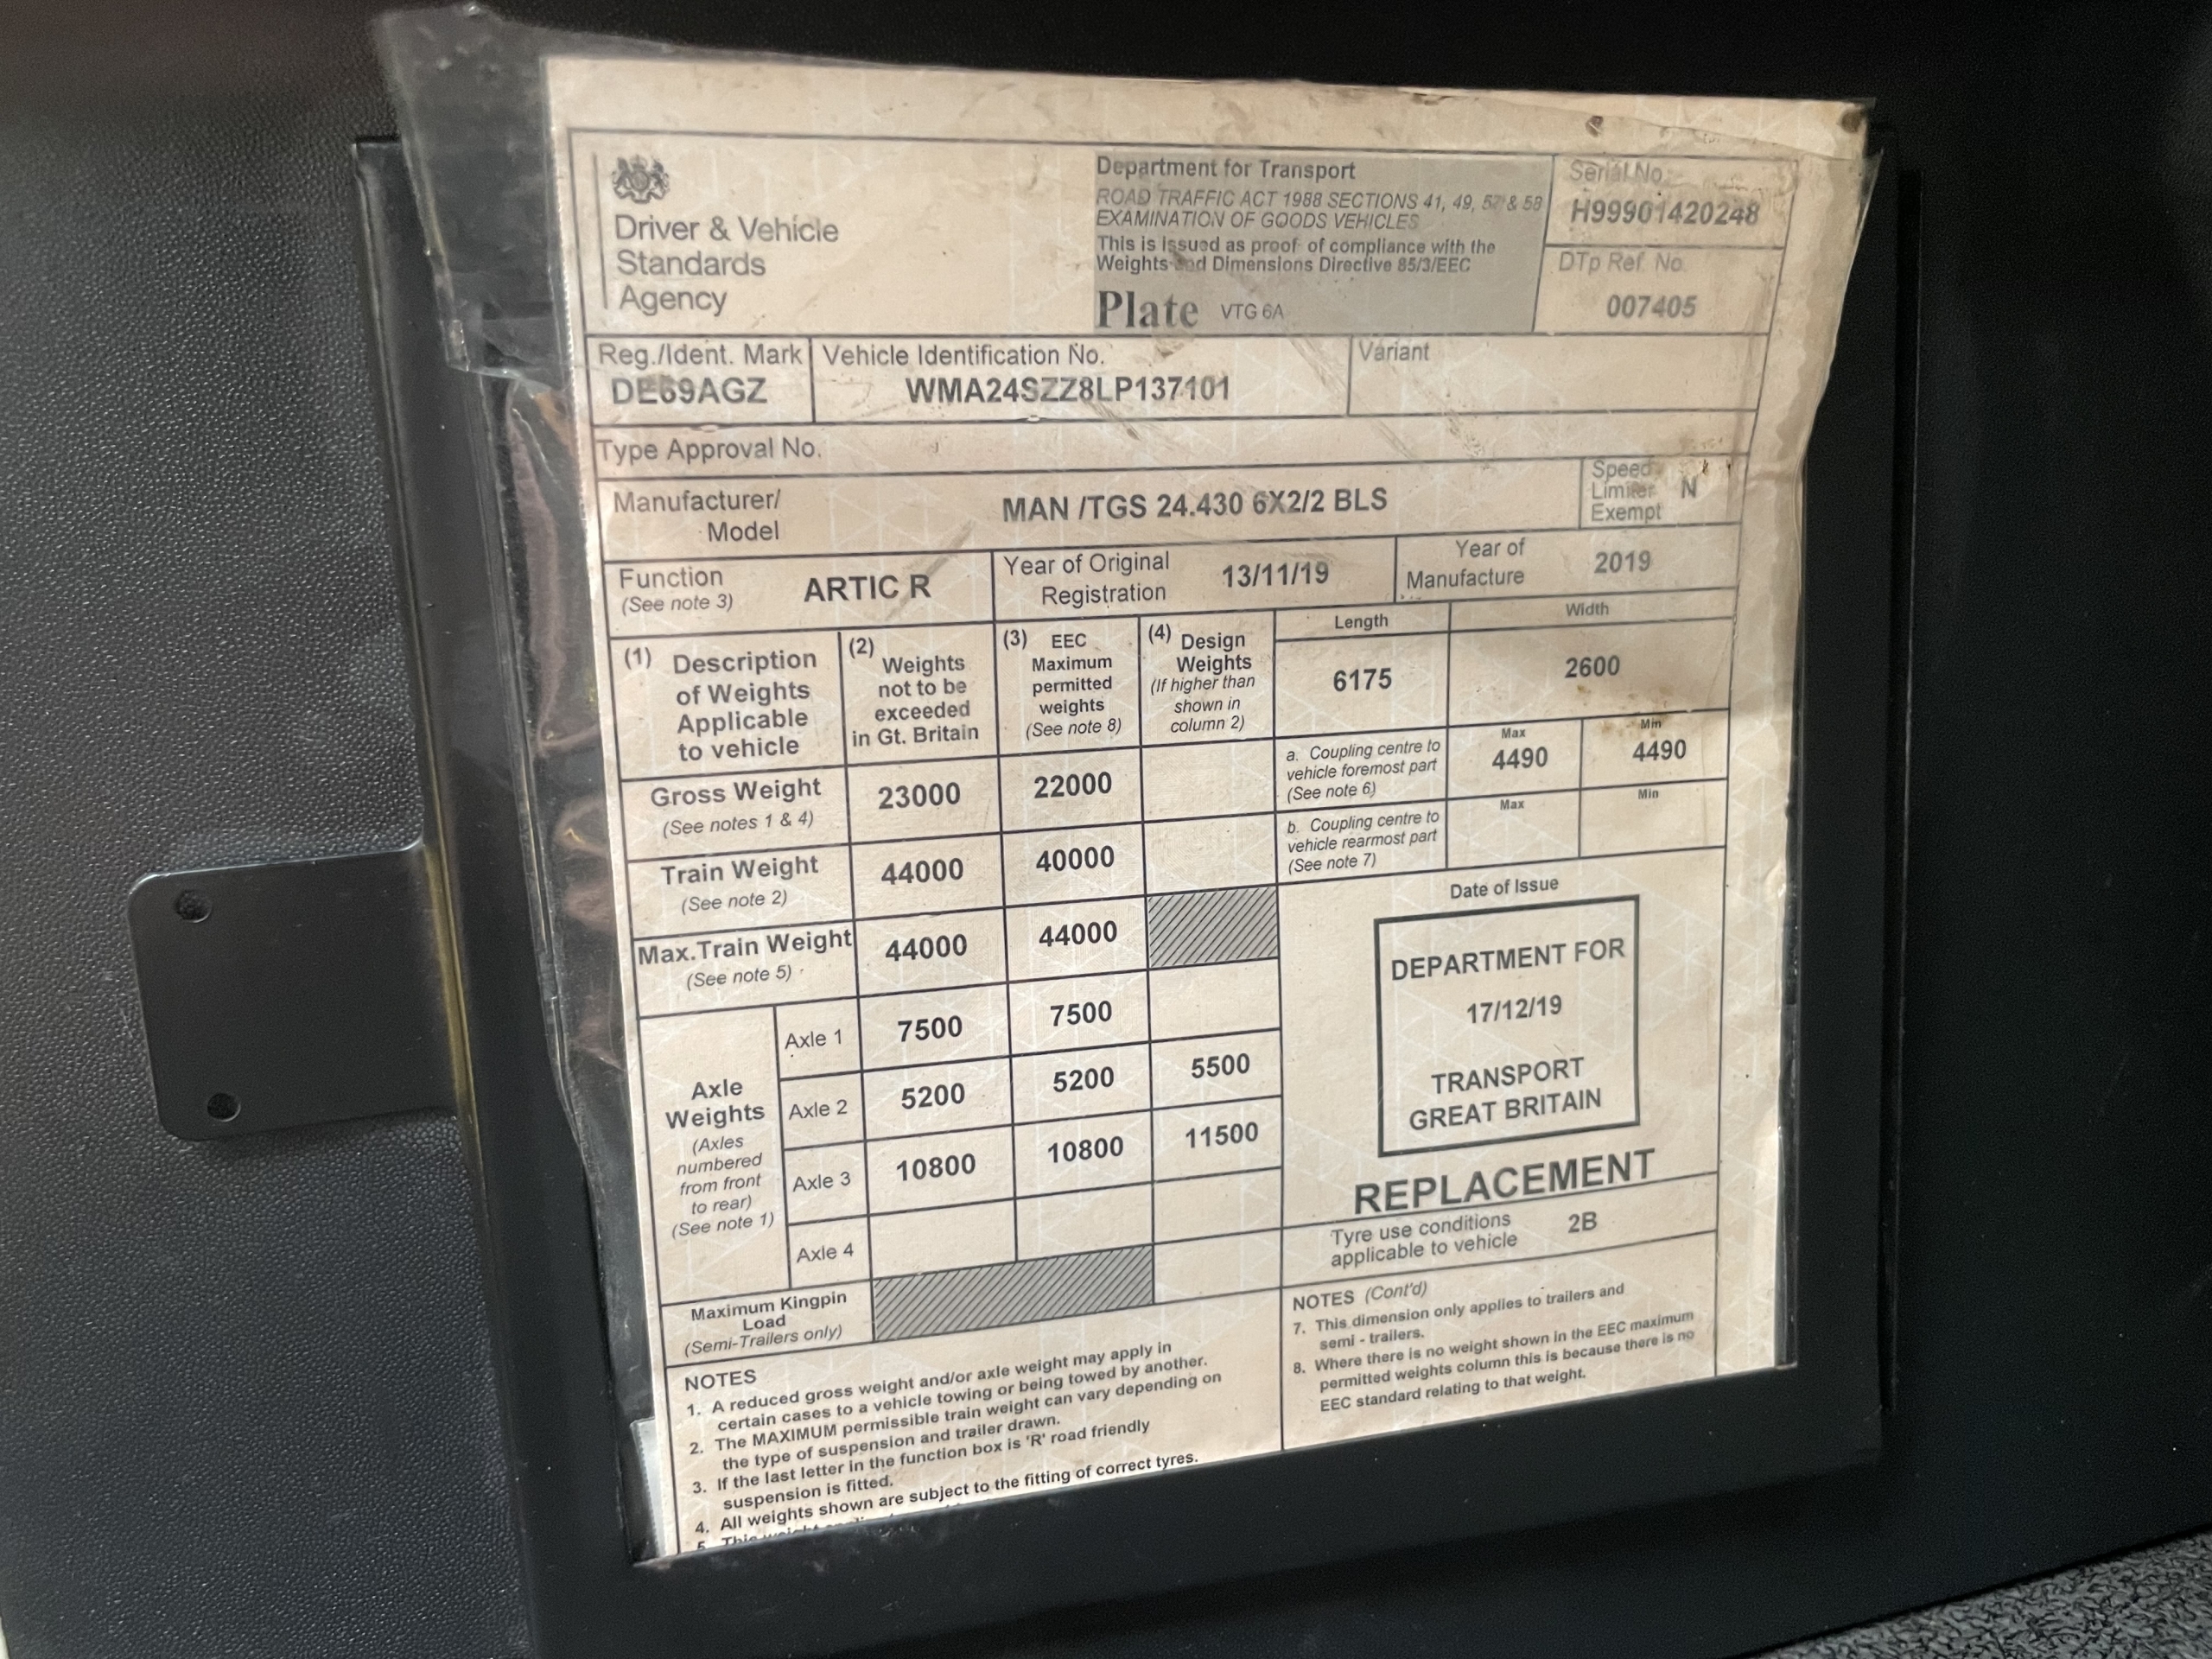 Driver & Vehicle
Standards
Agency
Department for Transport
ROAD TRAFFIC ACT 1988 SECTIONS 41, 49, 57 & 58
EXAMINATION OF GOODS VEHICLES
This is issued as proof of compliance with the
Weights and Dimensions Directive 85/3/EEC
Plate VTG 6A
Serial No.
H99901420248
DTp Ref. No.
007405
Reg./Ident. Mark
DE69AGZ
Vehicle Identification No.
WMA24SZZ8LP137101
Variant
Type Approval No.
Manufacturer/
Model
MAN /TGS 24.430 6X2/2 BLS
Speed
Limiter N
Exempt
Function
(See note 3)
ARTIC R
Year of Original
Registration
13/11/19
Year of
Manufacture
2019
(1) Description
of Weights
Applicable
to vehicle
(2) Weights
not to be
exceeded
in Gt. Britain
(3) EEC
Maximum
permitted
weights
(See note 8)
(4) Design
Weights
(If higher than
shown in
column 2)
Length
6175
Width
2600
Gross Weight
(See notes 1 & 4)
23000
22000
a. Coupling centre to
vehicle foremost part
(See note 6)
Max
4490
Min
4490
Train Weight
(See note 2)
44000
40000
b. Coupling centre to
vehicle rearmost part
(See note 7)
Max
Min
Max.Train Weight
(See note 5)
44000
44000
Axle
Weights
(Axles
numbered
from front
to rear)
(See note 1)
Axle 1 7500 7500
Axle 2 5200 5200 5500
Axle 3 10800 10800 11500
Axle 4
Maximum Kingpin
Load
(Semi-Trailers only)
Date of Issue
DEPARTMENT FOR
17/12/19
TRANSPORT
GREAT BRITAIN
REPLACEMENT
Tyre use conditions
applicable to vehicle
2B
NOTES
1. A reduced gross weight and/or axle weight may apply in
certain cases to a vehicle towing or being towed by another.
2. The MAXIMUM permissible train weight can vary depending on
the type of suspension and trailer drawn.
3. If the last letter in the function box is 'R' road friendly
suspension is fitted.
4. All weights shown are subject to the fitting of correct tyres.
5. This weight
NOTES (Cont'd)
7. This dimension only applies to trailers and
semi - trailers.
8. Where there is no weight shown in the EEC maximum
permitted weights column this is because there is no
EEC standard relating to that weight.